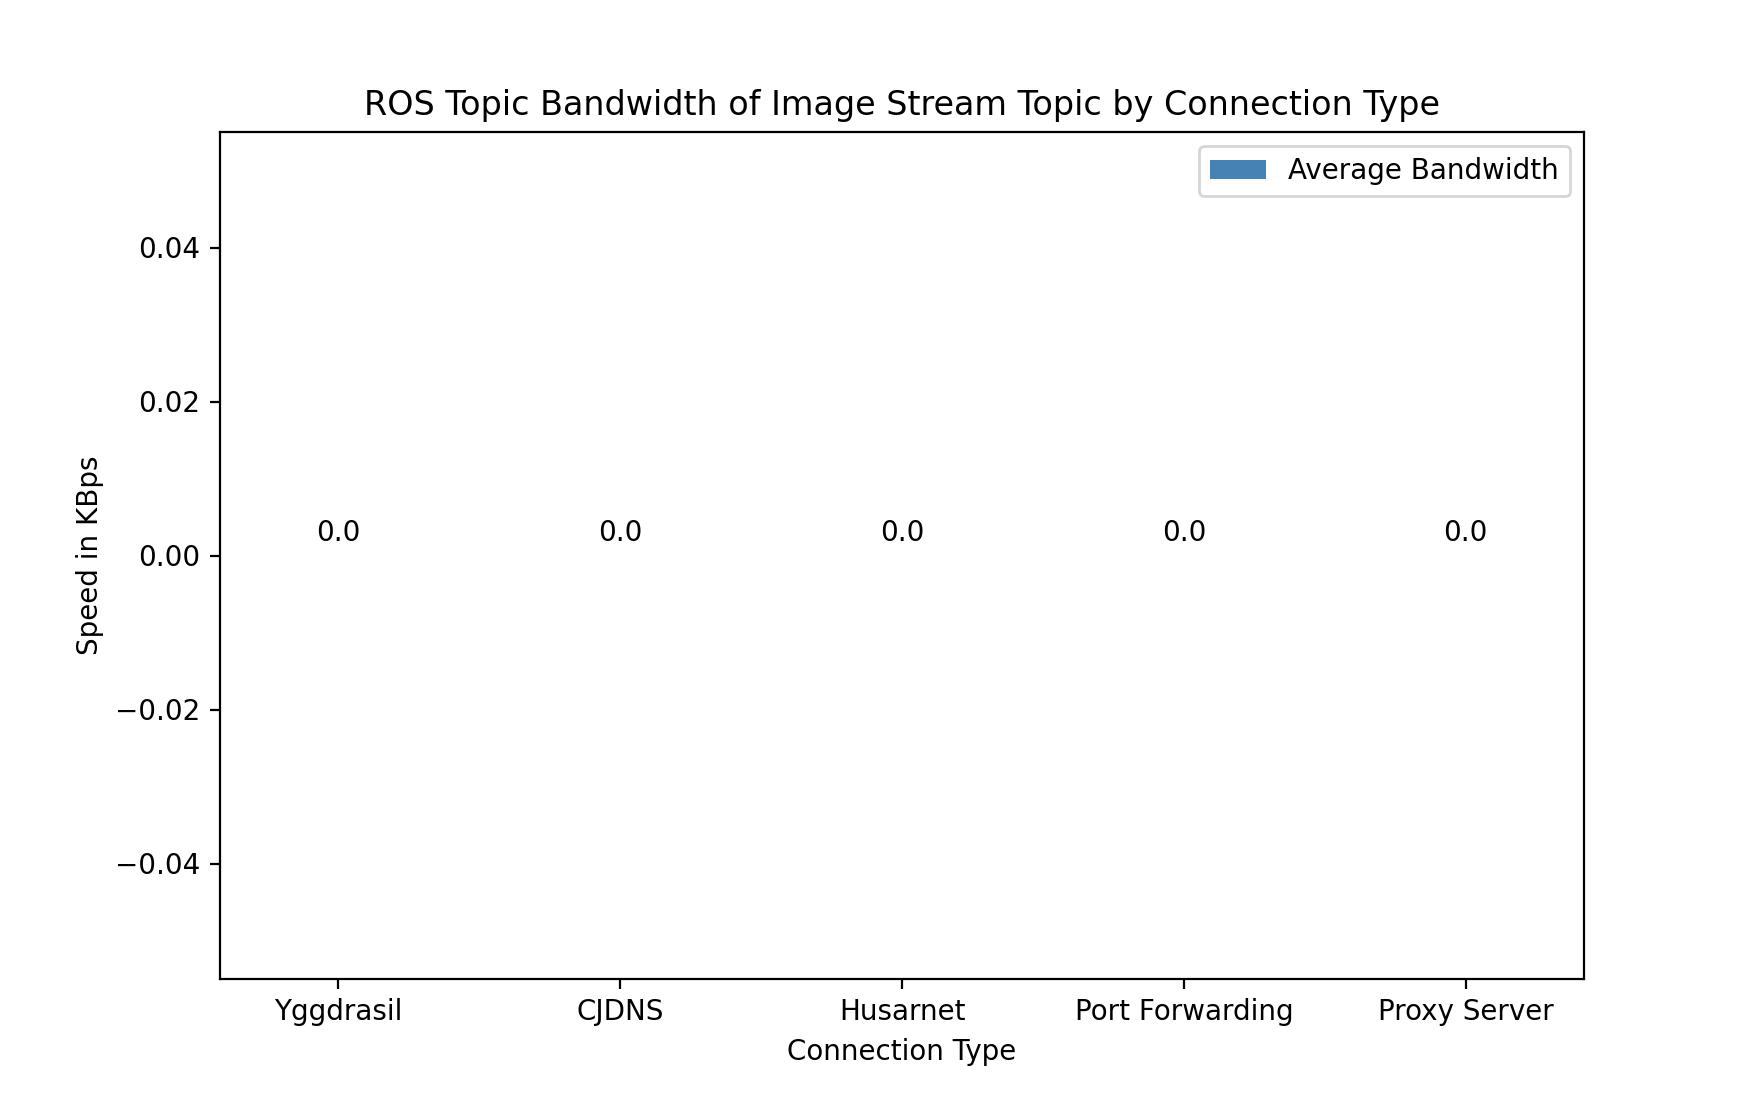 ROS Topic Bandwidth of Image Stream Topic by Connection Type
Average Bandwidth
Speed in KBps
0.04
0.02
0.00
−0.02
−0.04
0.0 0.0 0.0 0.0 0.0
Yggdrasil CJDNS Husarnet Port Forwarding Proxy Server
Connection Type